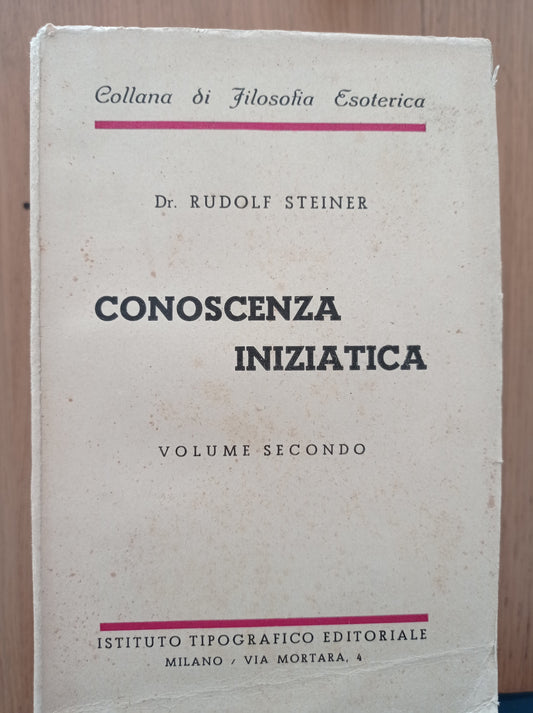 Collana di Filosofia Esoterica
Dr. RUDOLF STEINER
CONOSCENZA
INIZIATICA
VOLUME SECONDO
ISTITUTO TIPOGRAFICO EDITORIALE
MILANO / VIA MORTARA, 4